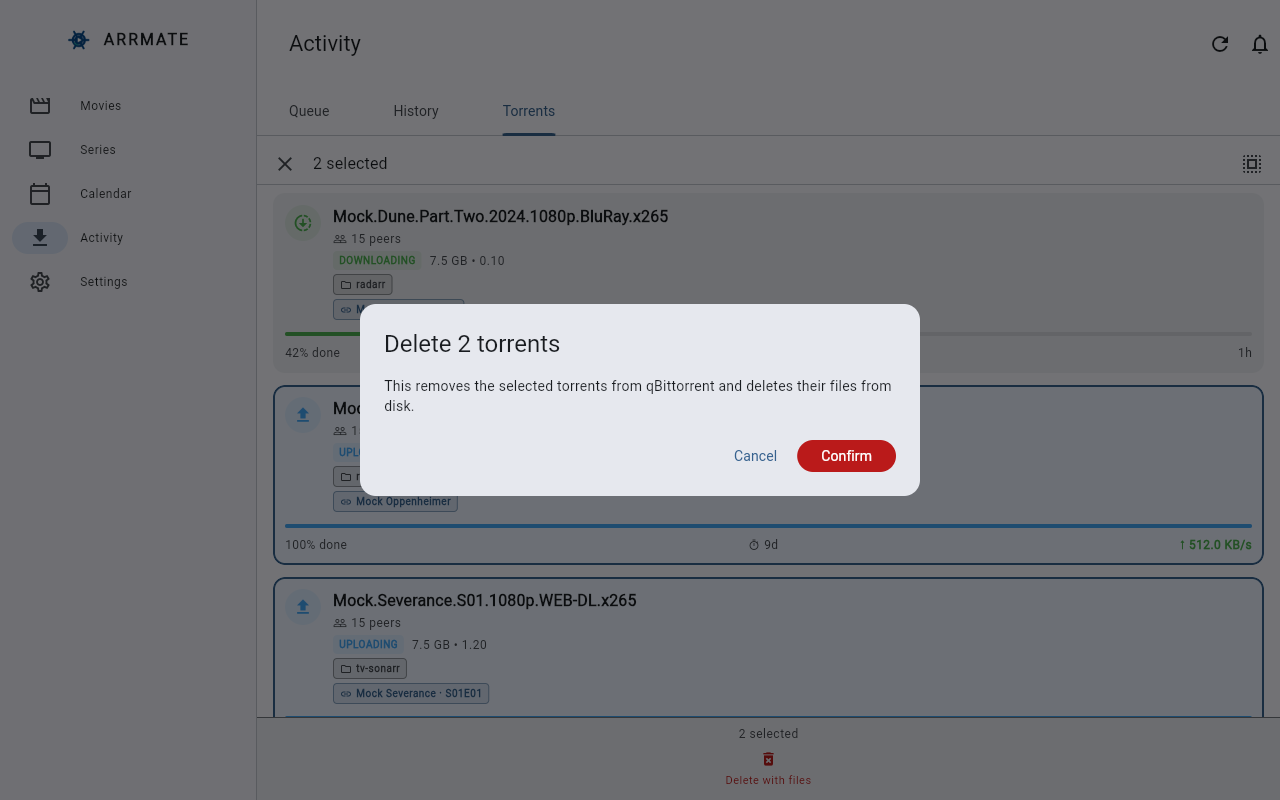 ARRMATE
Movies
Series
Calendar
Activity
Settings
Activity
Queue History Torrents
2 selected
Mock.Dune.Part.Two.2024.1080p.BluRay.x265
15 peers
DOWNLOADING 7.5 GB • 0.10
radarr
42% done 1h
Delete 2 torrents
This removes the selected torrents from qBittorrent and deletes their files from
disk.
Cancel Confirm
Mock Oppenheimer
100% done 9d ↑ 512.0 KB/s
Mock.Severance.S01.1080p.WEB-DL.x265
15 peers
UPLOADING 7.5 GB • 1.20
tv-sonarr
Mock Severance · S01E01
2 selected
Delete with files